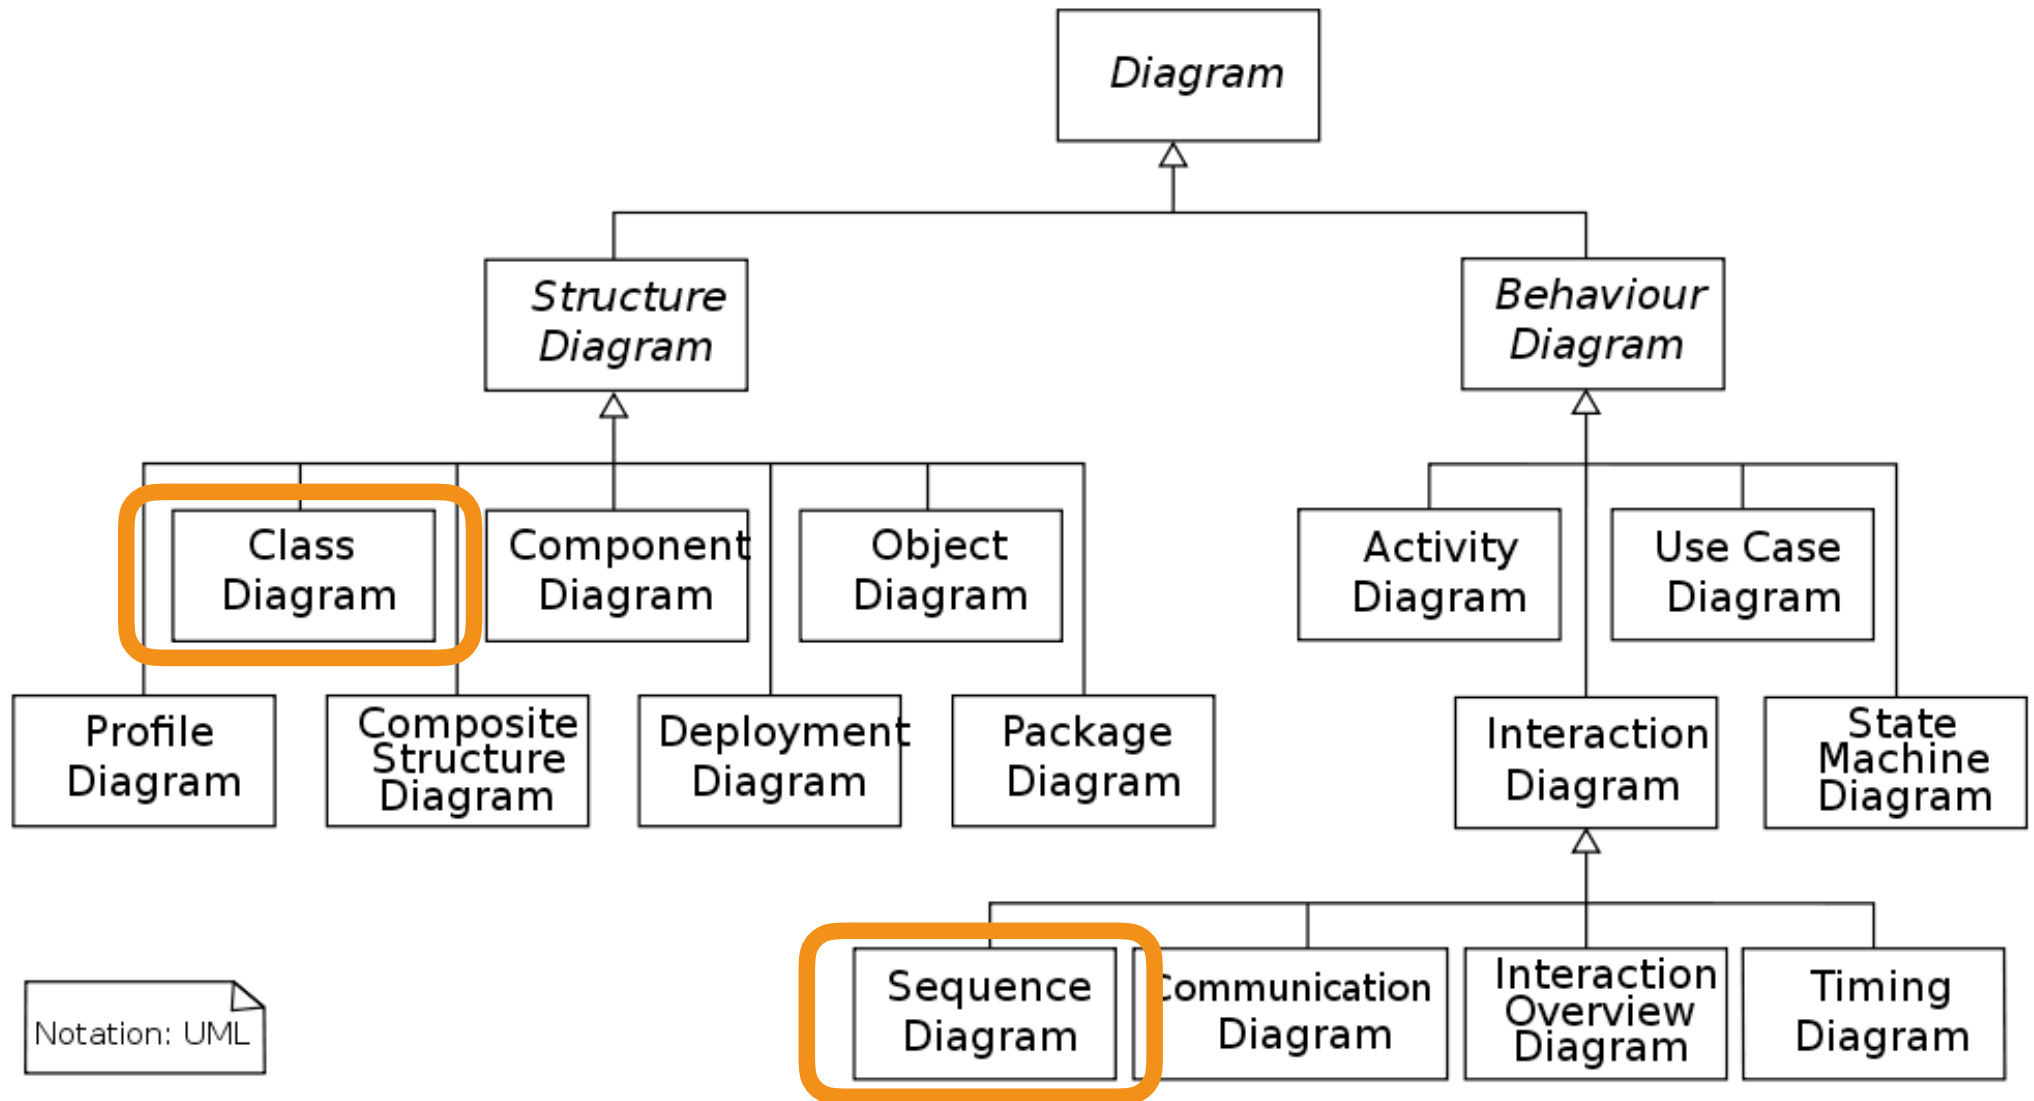 Diagram
Structure
Diagram
Behaviour
Diagram
Class
Diagram
Component
Diagram
Object
Diagram
Activity
Diagram
Use Case
Diagram
Profile
Diagram
Composite
Structure
Diagram
Deployment
Diagram
Package
Diagram
Interaction
Diagram
State
Machine
Diagram
Sequence
Diagram
Communication
Diagram
Interaction
Overview
Diagram
Timing
Diagram
Notation: UML